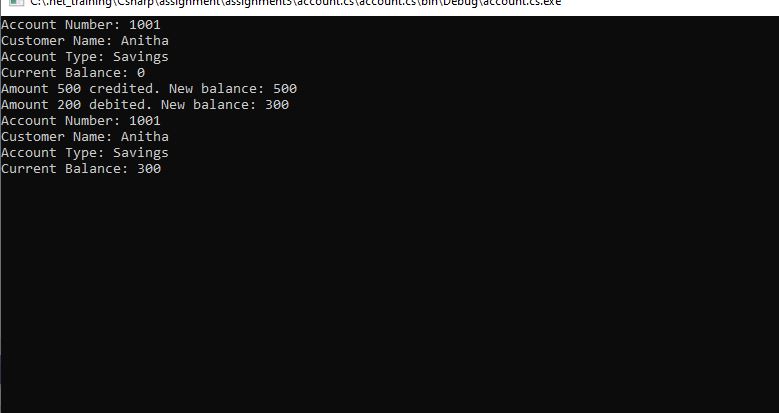 C:\.net_training\Csharp\assignment\assignment3\account.cs\account.cs\bin\Debug\account.cs.exe
Account Number: 1001
Customer Name: Anitha
Account Type: Savings
Current Balance: 0
Amount 500 credited. New balance: 500
Amount 200 debited. New balance: 300
Account Number: 1001
Customer Name: Anitha
Account Type: Savings
Current Balance: 300